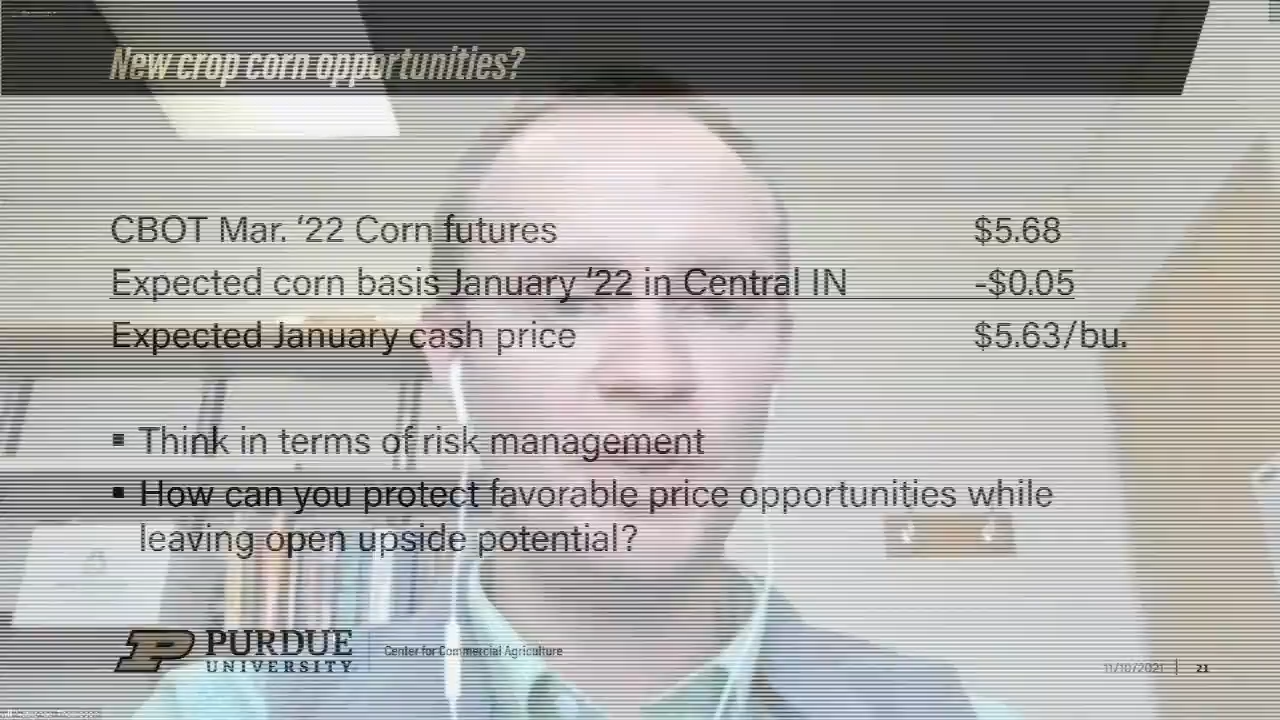 New crop corn opportunities?
CBOT Mar. ‘22 Corn futures $5.68
Expected corn basis January ‘22 in Central IN -$0.05
Expected January cash price $5.63/bu.
▪ Think in terms of risk management
▪ How can you protect favorable price opportunities while
leaving open upside potential?
PURDUE
UNIVERSITY
Center for Commercial Agriculture
11/10/2021 | 21